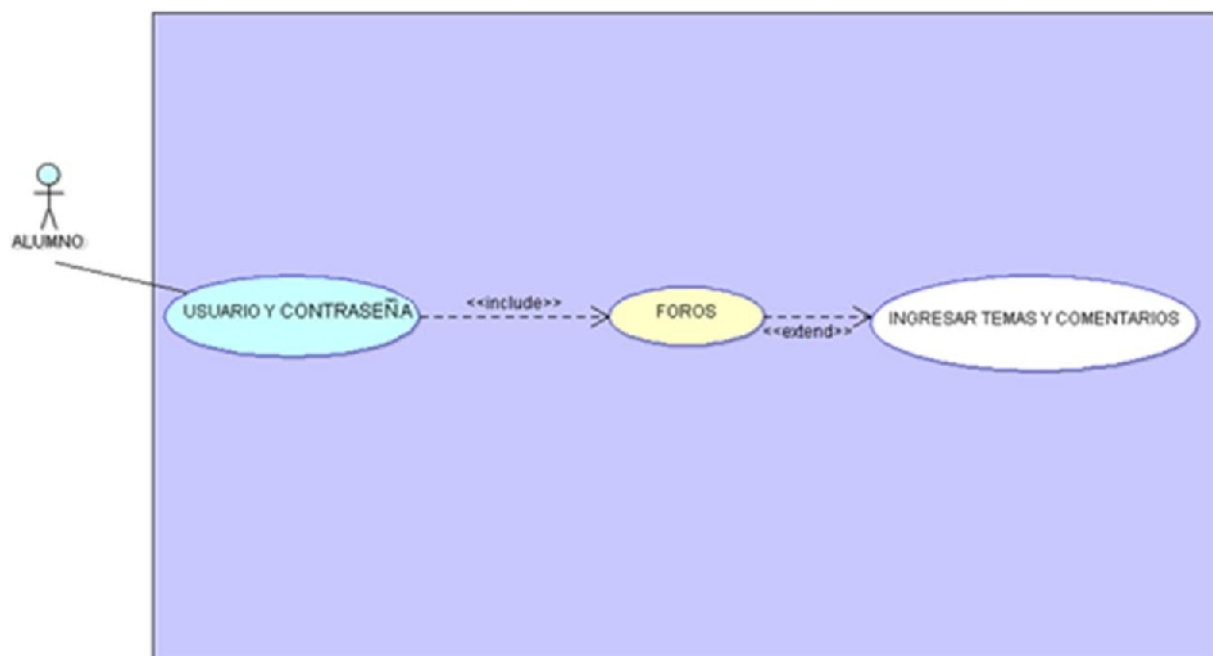 ALUMNO
USUARIO Y CONTRASEÑA
<<include>>
FOROS
<<extend>>
INGRESAR TEMAS Y COMENTARIOS